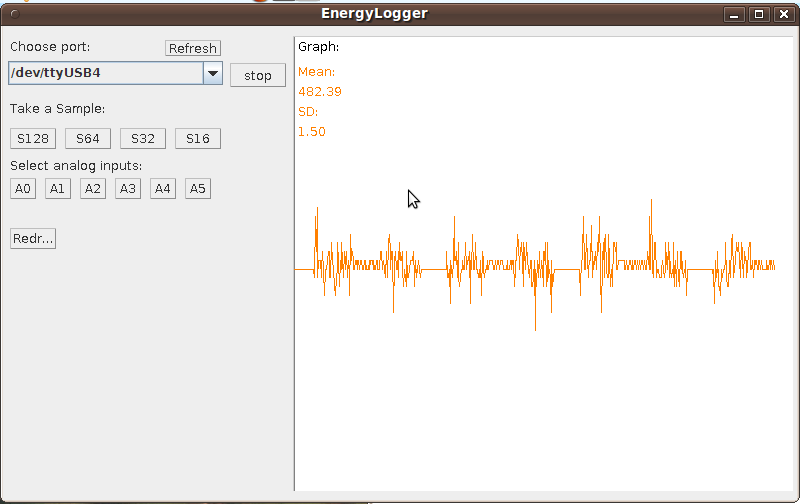 EnergyLogger
Choose port:
Refresh
/dev/ttyUSB4
stop
Take a Sample:
S128 S64 S32 S16
Select analog inputs:
A0 A1 A2 A3 A4 A5
Redr...
Graph:
Mean:
482.39
SD:
1.50